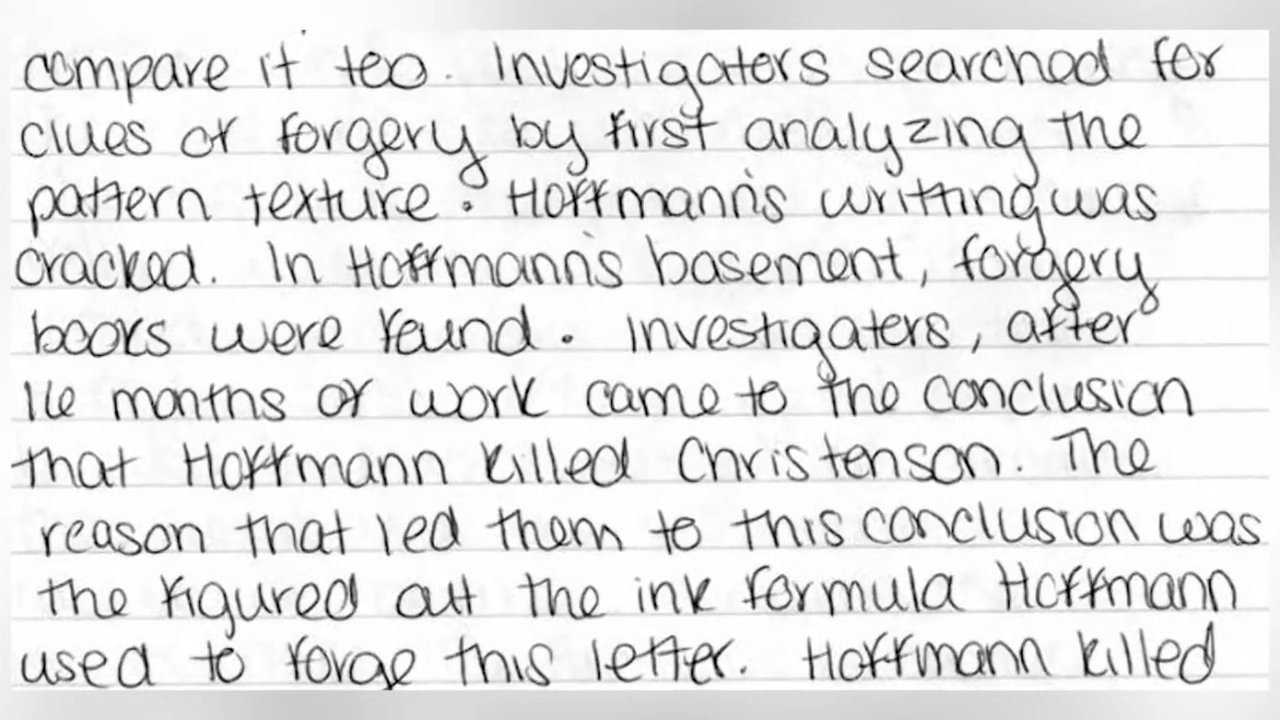 compare it too. Investigaters searched for
clues of forgery by first analyzing the
pattern texture. Hoffmann's writting was
cracked. In Hoffmann's basement, forgery
books were found. Investigaters, after
16 months of work came to the conclusion
that Hoffmann killed Christenson. The
reason that led them to this conclusion was
the figured out the ink formula Hoffmann
used to forge this letter. Hoffmann killed